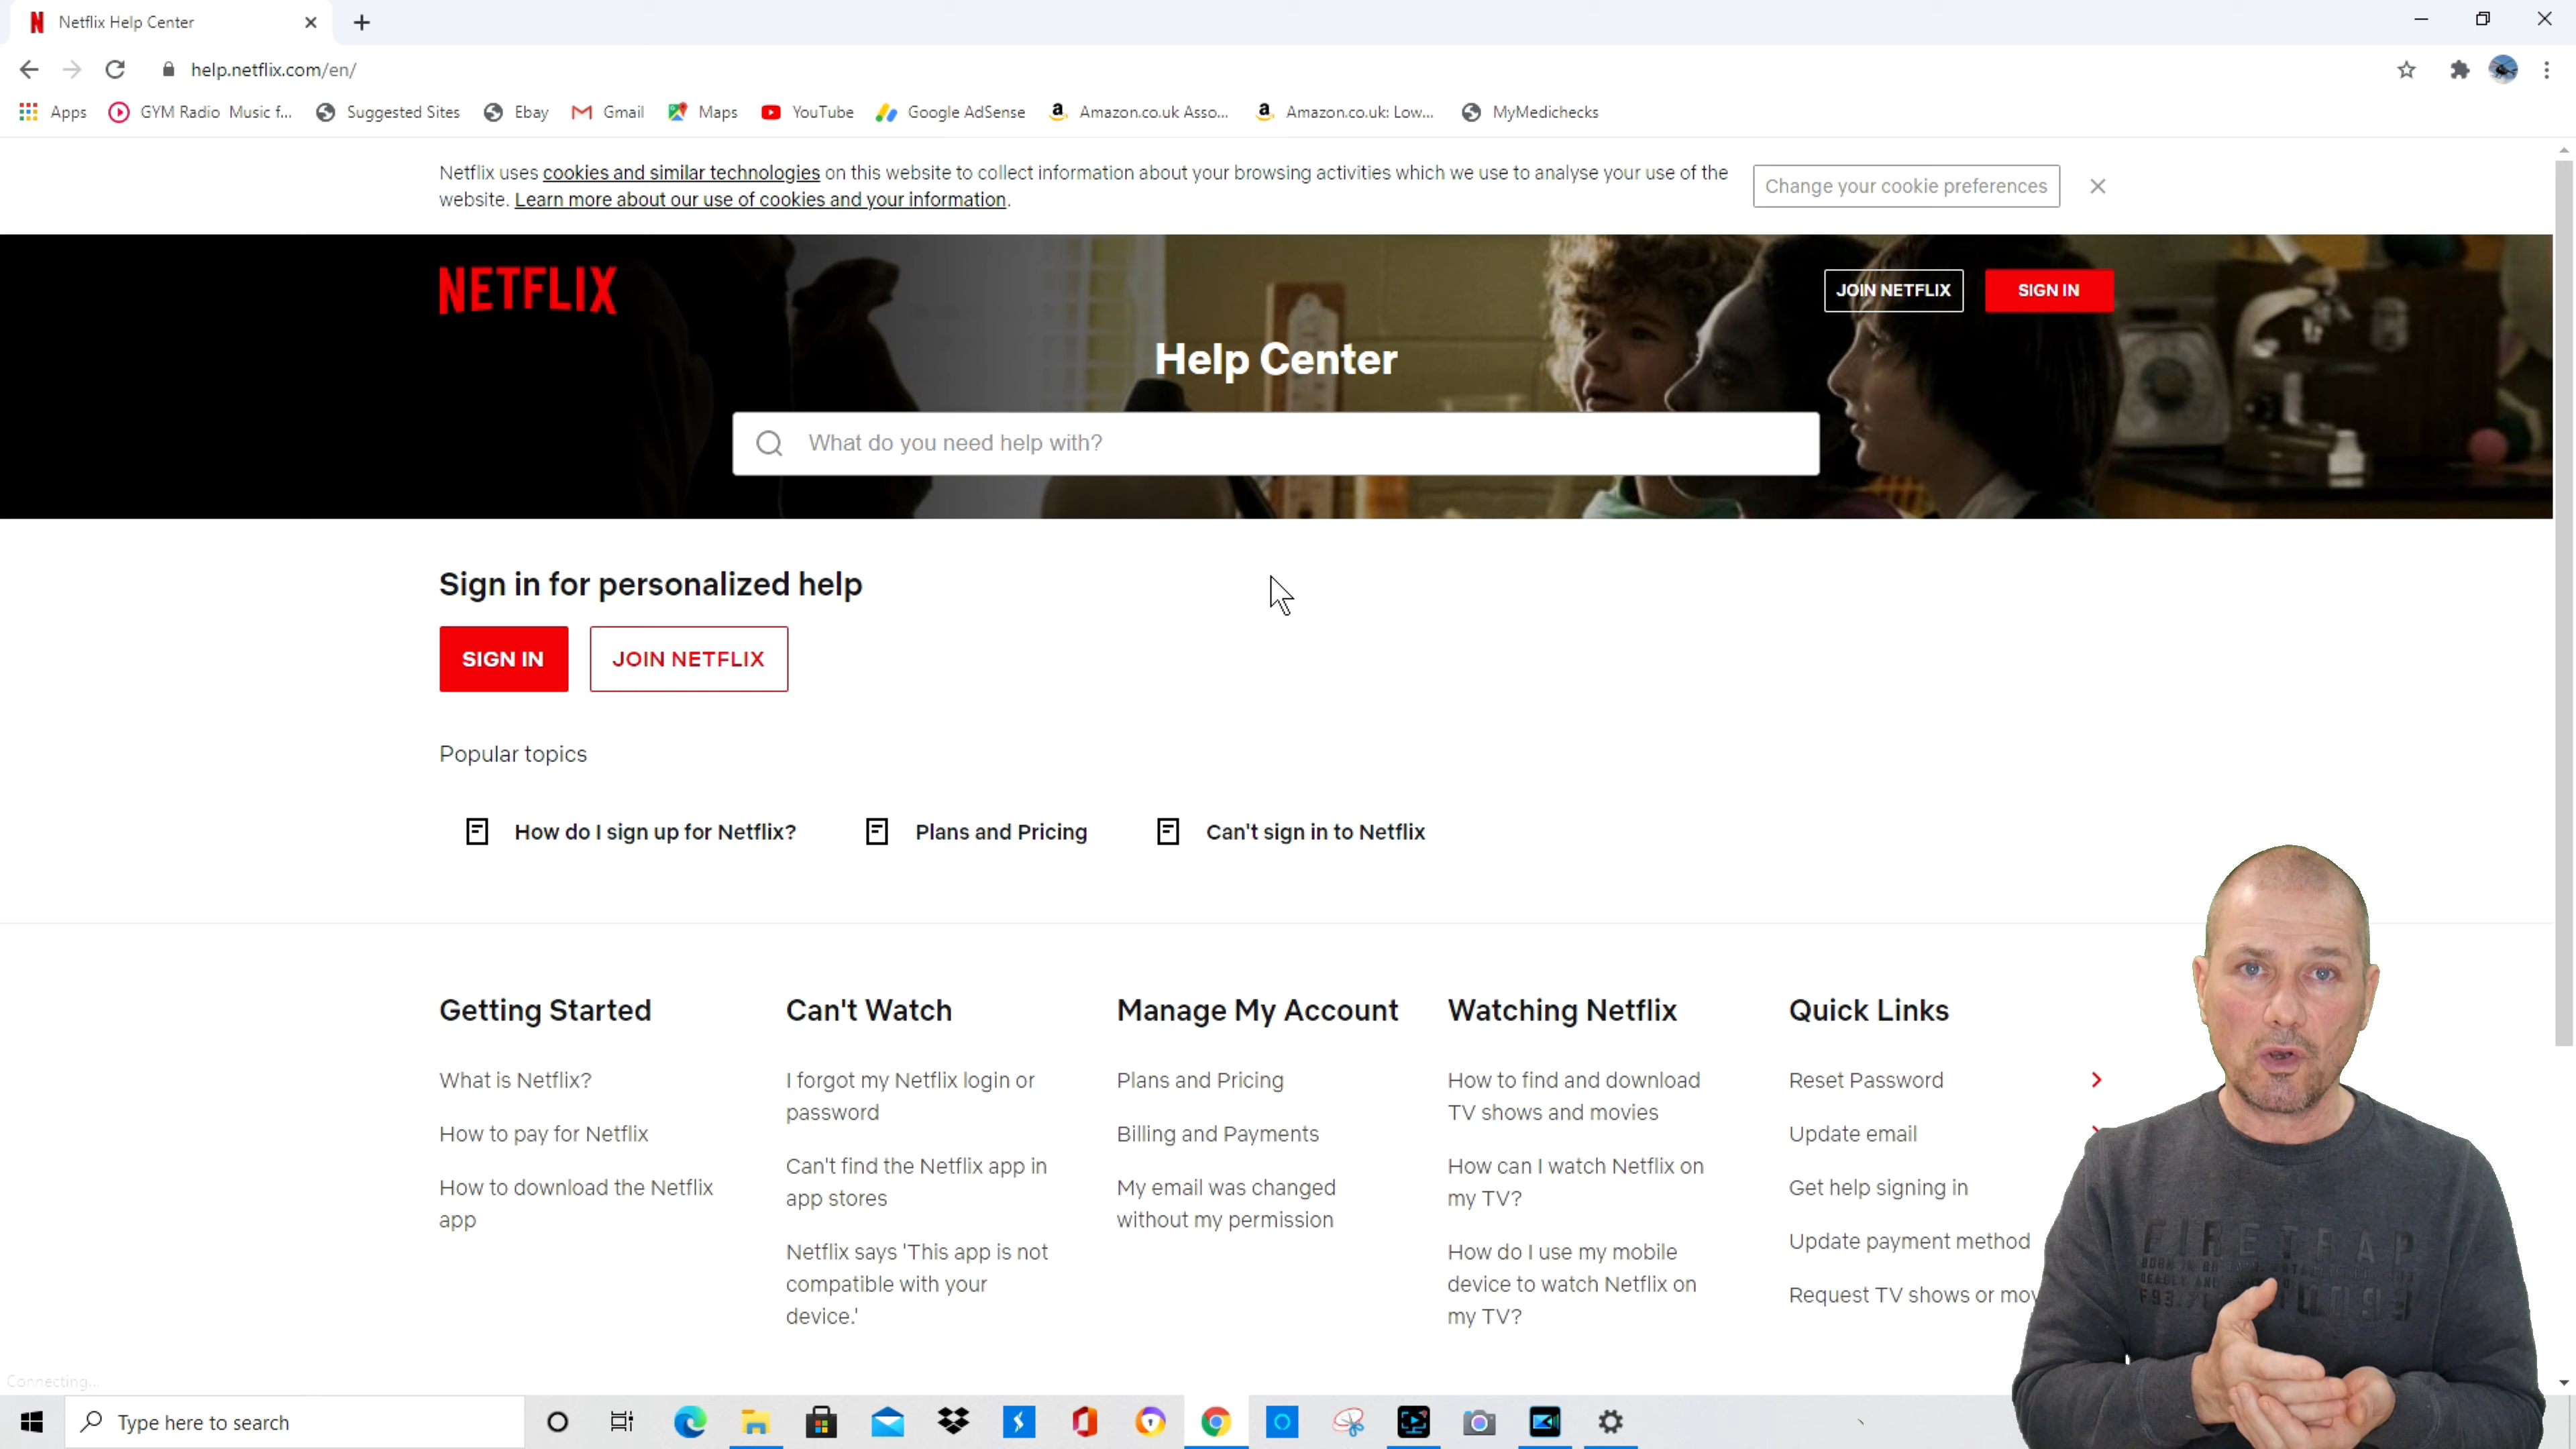 Netflix Help Center
help.netflix.com/en/
Apps GYM Radio Music f... Suggested Sites Ebay Gmail Maps YouTube Google AdSense Amazon.co.uk Asso... Amazon.co.uk: Low... MyMedichecks
Netflix uses cookies and similar technologies on this website to collect information about your browsing activities which we use to analyse your use of the
website. Learn more about our use of cookies and your information.
Change your cookie preferences
NETFLIX
JOIN NETFLIX SIGN IN
Help Center
What do you need help with?
Sign in for personalized help
SIGN IN JOIN NETFLIX
Popular topics
How do I sign up for Netflix? Plans and Pricing Can't sign in to Netflix
Getting Started
What is Netflix?
How to pay for Netflix
How to download the Netflix
app
Can't Watch
I forgot my Netflix login or
password
Can't find the Netflix app in
app stores
Netflix says 'This app is not
compatible with your
device.'
Manage My Account
Plans and Pricing
Billing and Payments
My email was changed
without my permission
Watching Netflix
How to find and download
TV shows and movies
How can I watch Netflix on
my TV?
How do I use my mobile
device to watch Netflix on
my TV?
Quick Links
Reset Password
Update email
Get help signing in
Update payment method
Request TV shows or mov
FIRETRAP
Connecting...
Type here to search